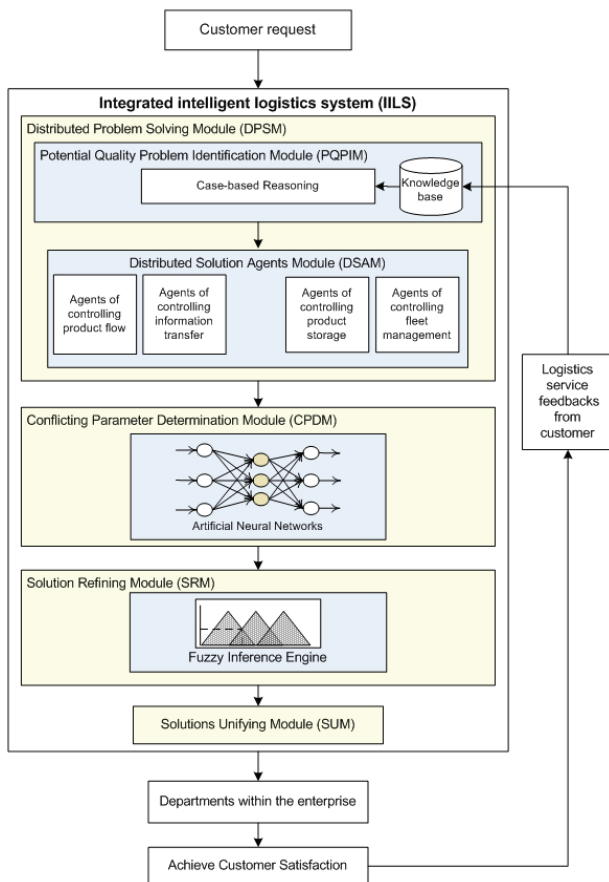 Customer request
Integrated intelligent logistics system (IILS)
Distributed Problem Solving Module (DPSM)
Potential Quality Problem Identification Module (PQPIM)
Case-based Reasoning
Knowledge
base
Distributed Solution Agents Module (DSAM)
Agents of
controlling
product flow
Agents of
controlling
information
transfer
Agents of
controlling
product
storage
Agents of
controlling
fleet
management
Logistics
service
feedbacks
from
customer
Conflicting Parameter Determination Module (CPDM)
Artificial Neural Networks
Solution Refining Module (SRM)
Fuzzy Inference Engine
Solutions Unifying Module (SUM)
Departments within the enterprise
Achieve Customer Satisfaction